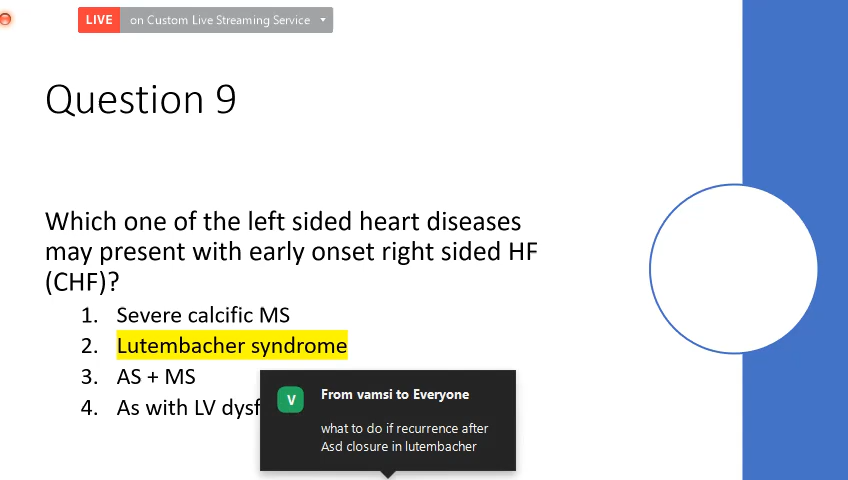 LIVE on Custom Live Streaming Service
Question 9
Which one of the left sided heart diseases
may present with early onset right sided HF
(CHF)?
1. Severe calcific MS
2. Lutembacher syndrome
3. AS + MS
4. As with LV dysf
V
From vamsi to Everyone
what to do if recurrence after
Asd closure in lutembacher